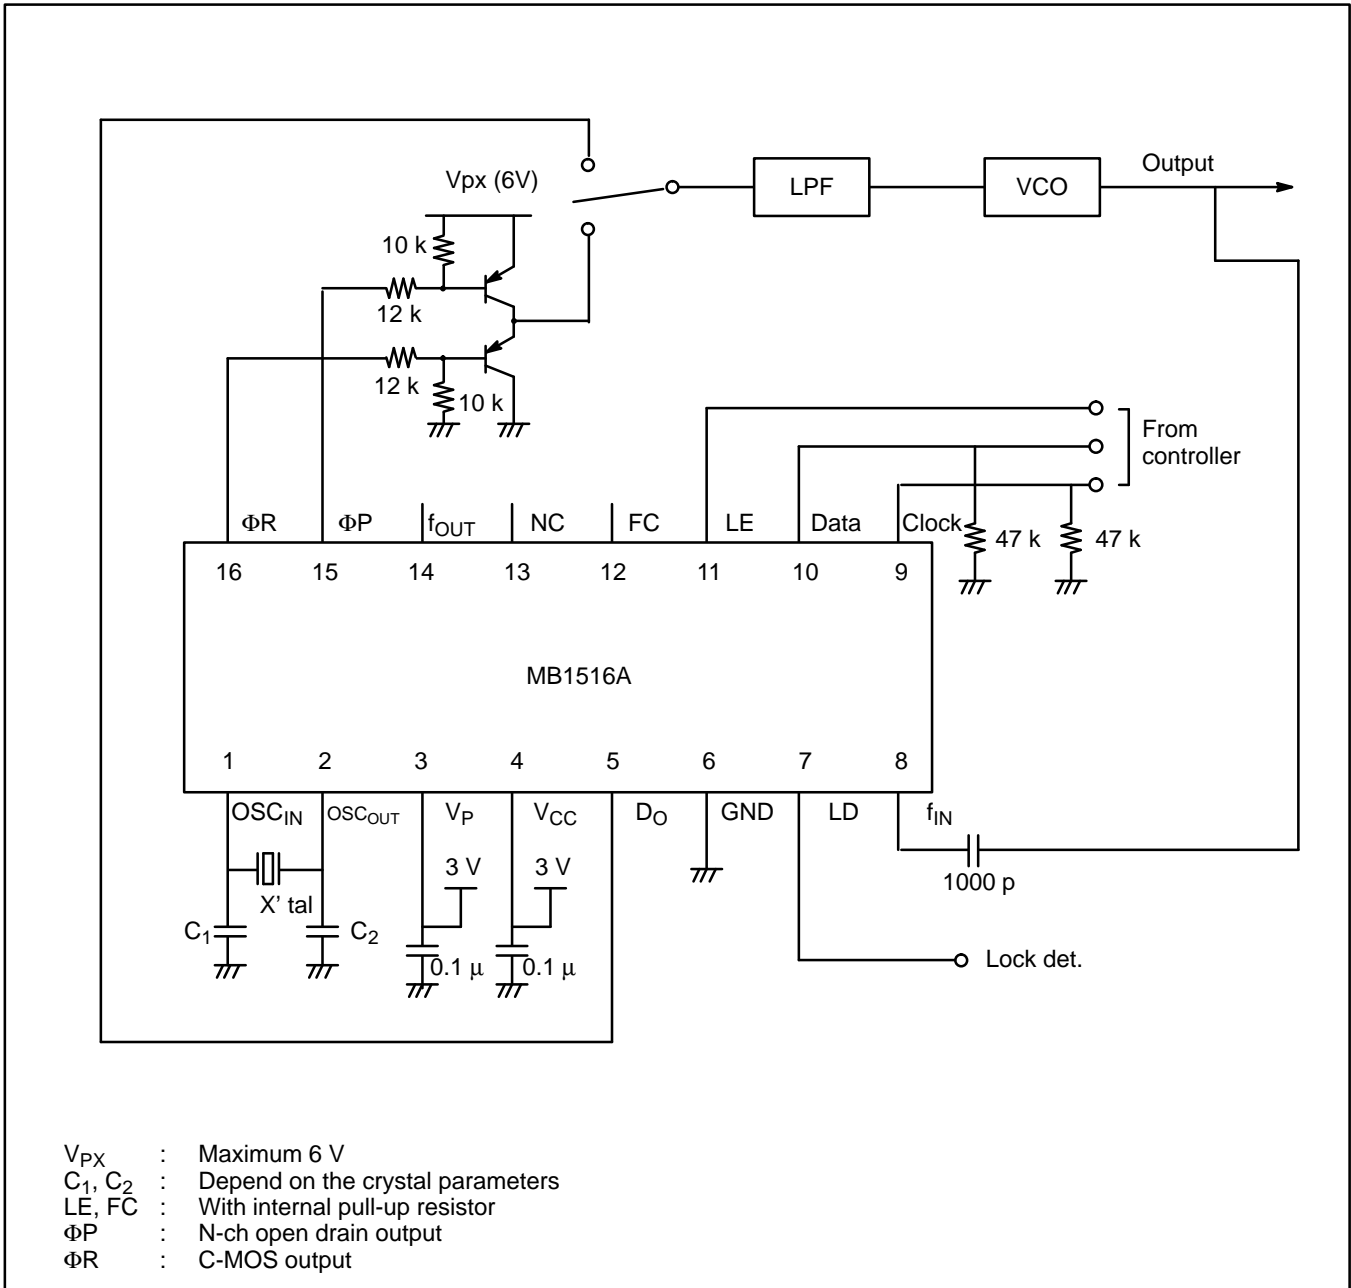 Vpx (6V)
LPF
VCO
Output
10 k
12 k
12 k
10 k
From
controller
ΦR
ΦP
fOUT
NC
FC
LE
Data
Clock
47 k
47 k
16 15 14 13 12 11 10 9
MB1516A
1 2 3 4 5 6 7 8
OSCIN
OSCOUT
VP
VCC
DO
GND
LD
fIN
3 V
3 V
1000 p
X' tal
C1
C2
0.1 μ
0.1 μ
Lock det.
VPX : Maximum 6 V
C1, C2 : Depend on the crystal parameters
LE, FC : With internal pull-up resistor
ΦP : N-ch open drain output
ΦR : C-MOS output